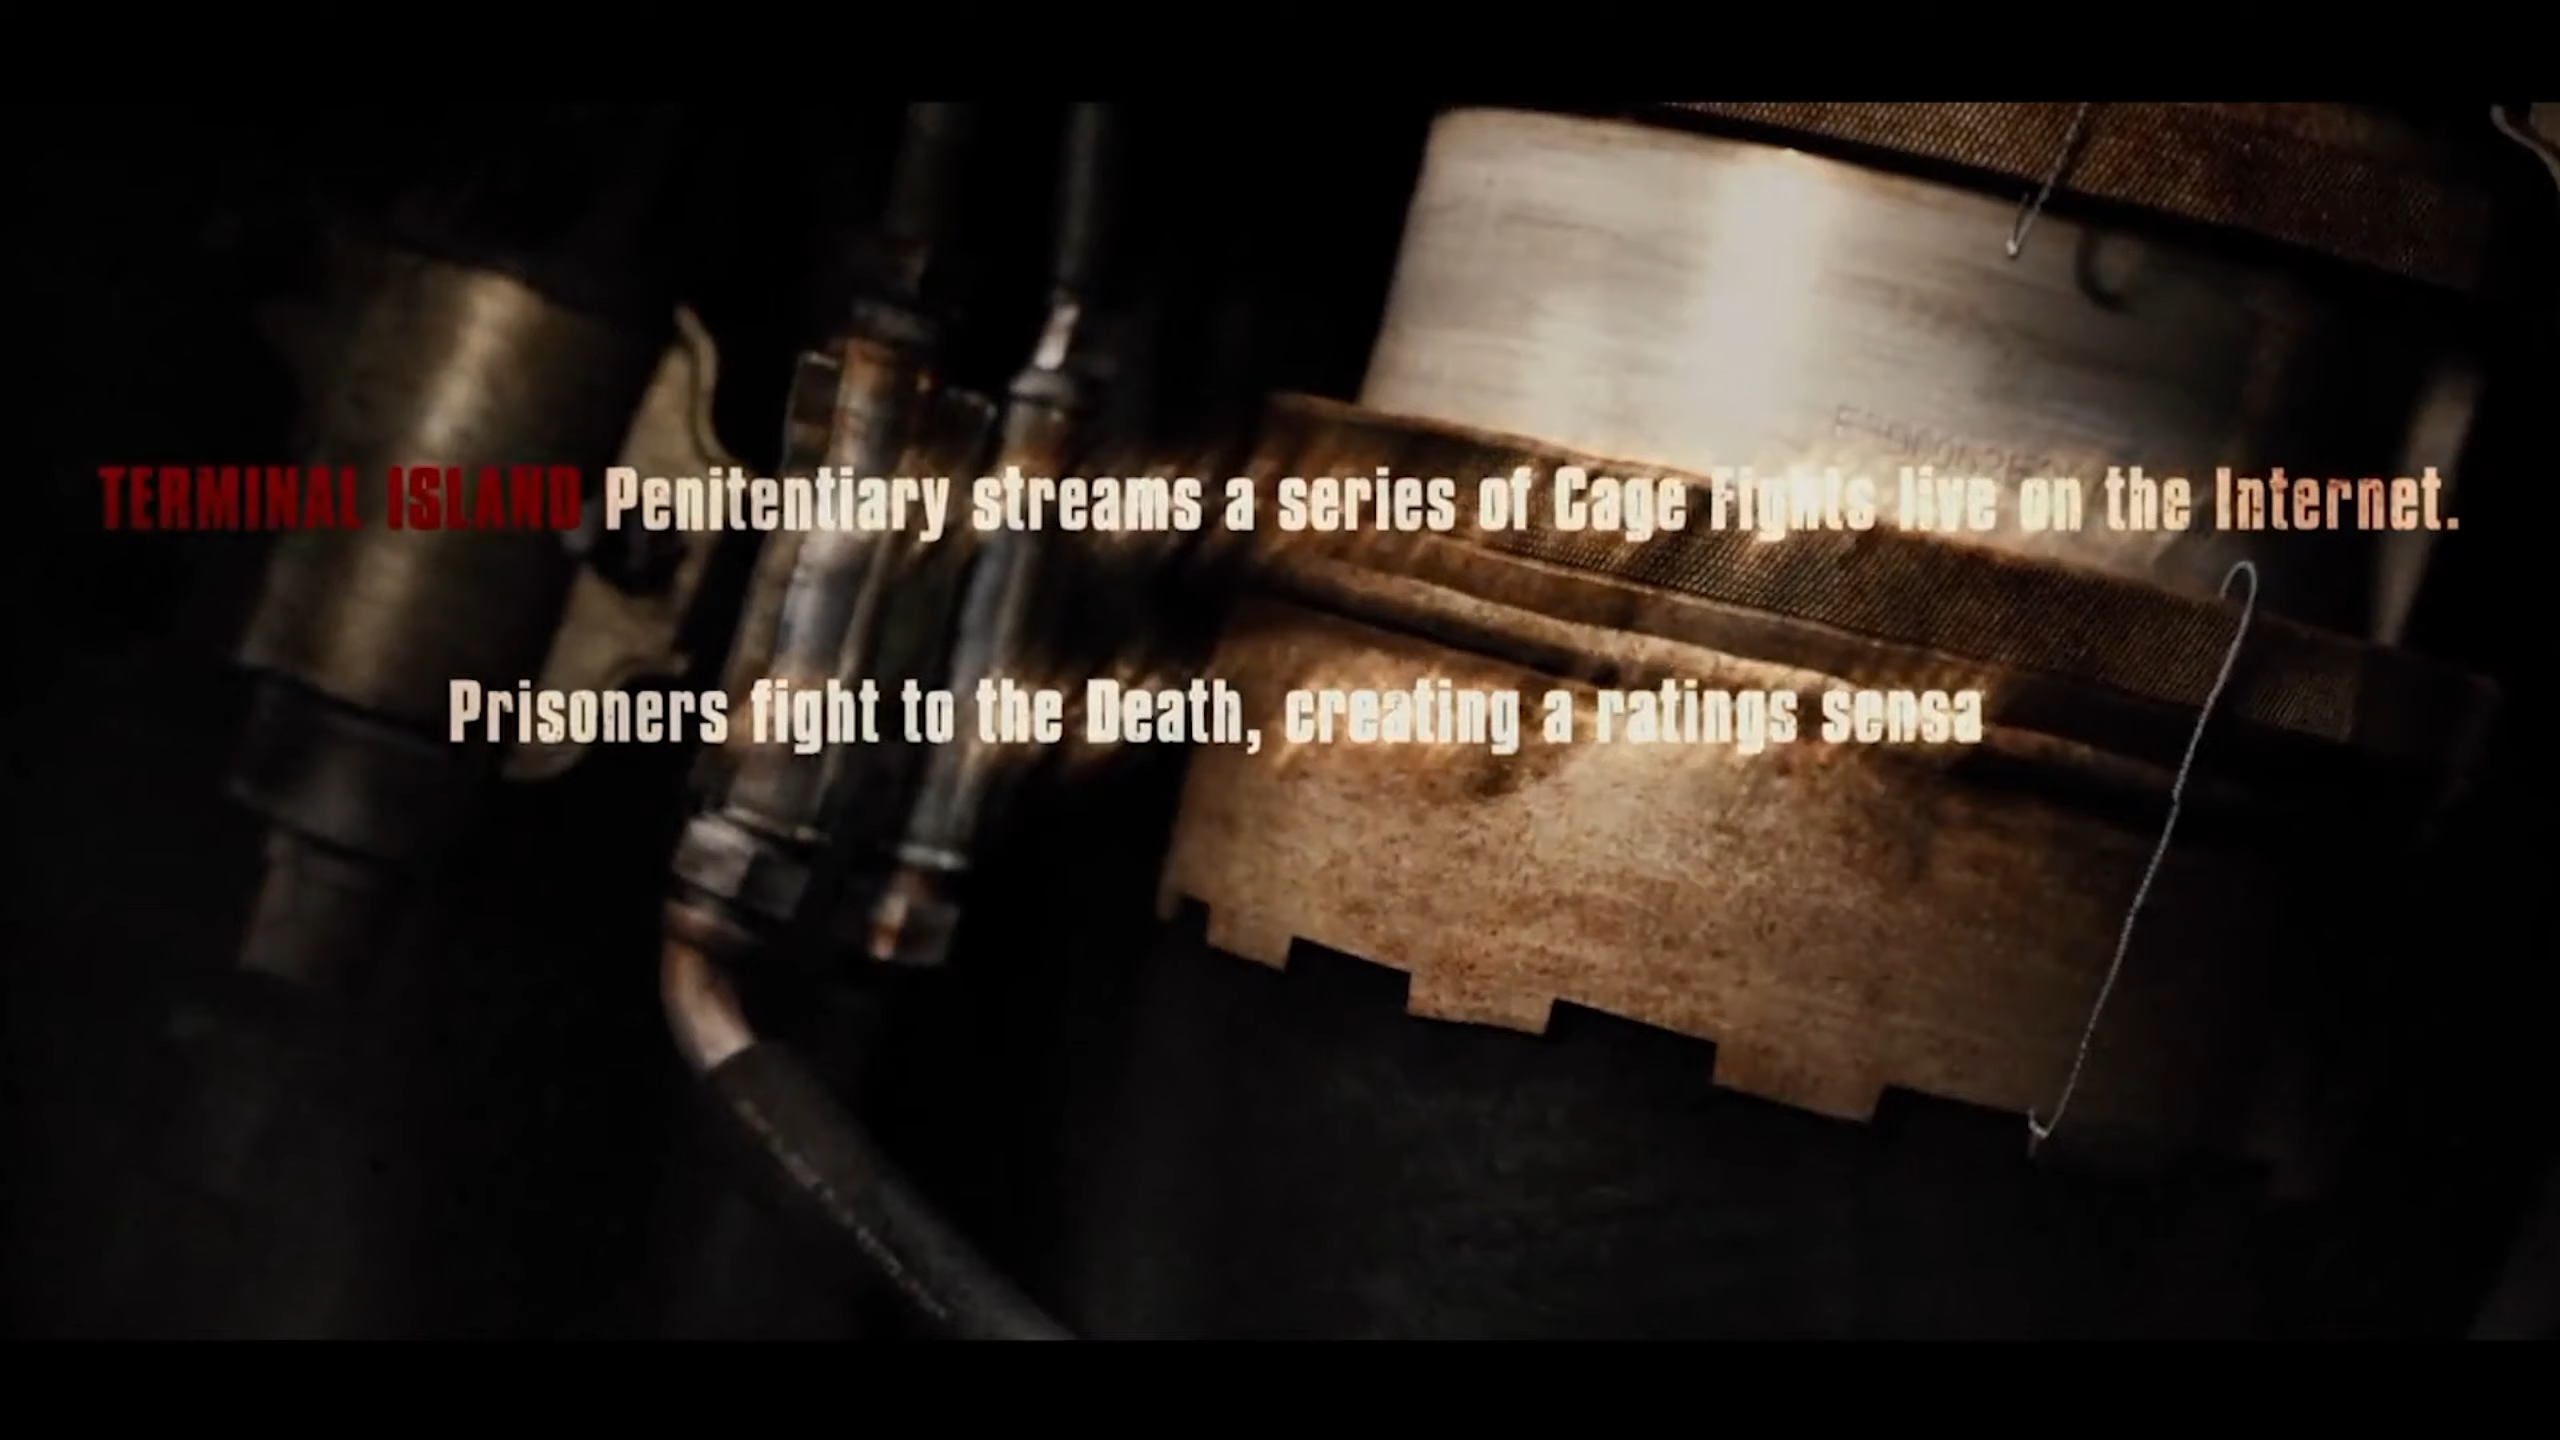 TERMINAL ISLAND Penitentiary streams a series of Cage Fights live on the Internet.
Prisoners fight to the Death, creating a ratings sensa